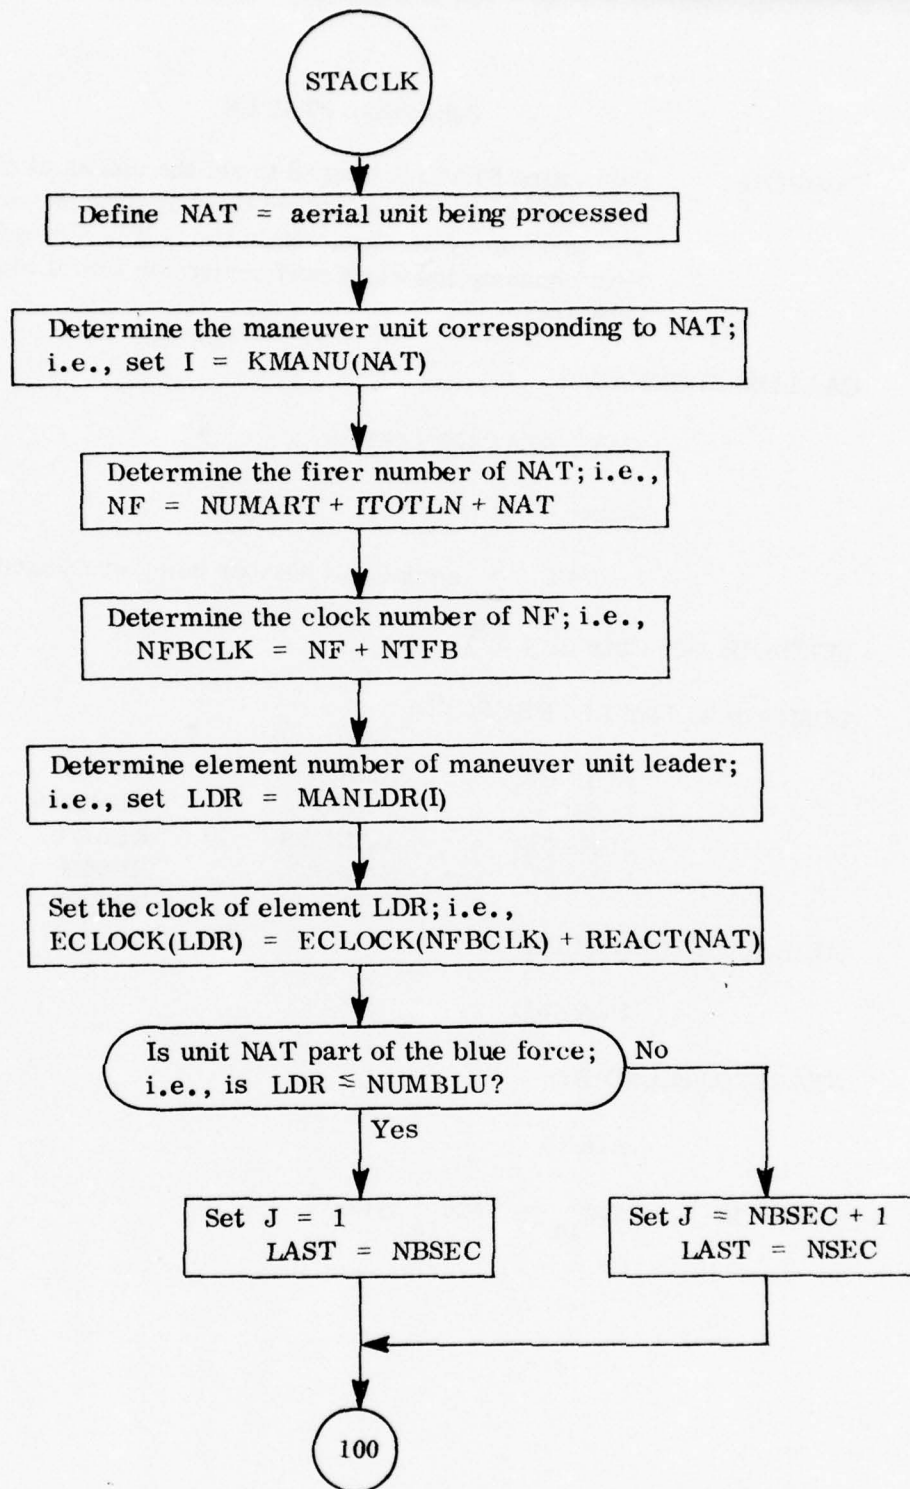 STACLK
Define NAT = aerial unit being processed
Determine the maneuver unit corresponding to NAT;
i.e., set I = KMANU(NAT)
Determine the firer number of NAT; i.e.,
NF = NUMART + ITOTLN + NAT
Determine the clock number of NF; i.e.,
NFBCLK = NF + NTFB
Determine element number of maneuver unit leader;
i.e., set LDR = MANLDR(I)
Set the clock of element LDR; i.e.,
ECLOCK(LDR) = ECLOCK(NFBCLK) + REACT(NAT)
Is unit NAT part of the blue force;
i.e., is LDR ≤ NUMBLU?
No
Yes
Set J = 1
LAST = NBSEC
Set J = NBSEC + 1
LAST = NSEC
100